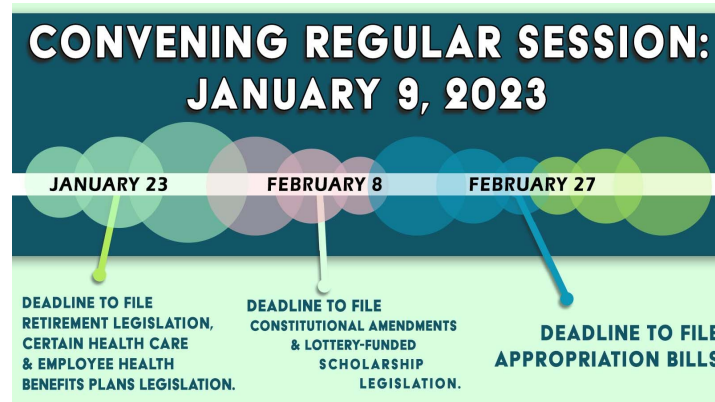 CONVENING REGULAR SESSION:
JANUARY 9, 2023
JANUARY 23
FEBRUARY 8
FEBRUARY 27
DEADLINE TO FILE
RETIREMENT LEGISLATION,
CERTAIN HEALTH CARE
& EMPLOYEE HEALTH
BENEFITS PLANS LEGISLATION.
DEADLINE TO FILE
CONSTITUTIONAL AMENDMENTS
& LOTTERY-FUNDED
SCHOLARSHIP
LEGISLATION.
DEADLINE TO FILE
APPROPRIATION BILLS